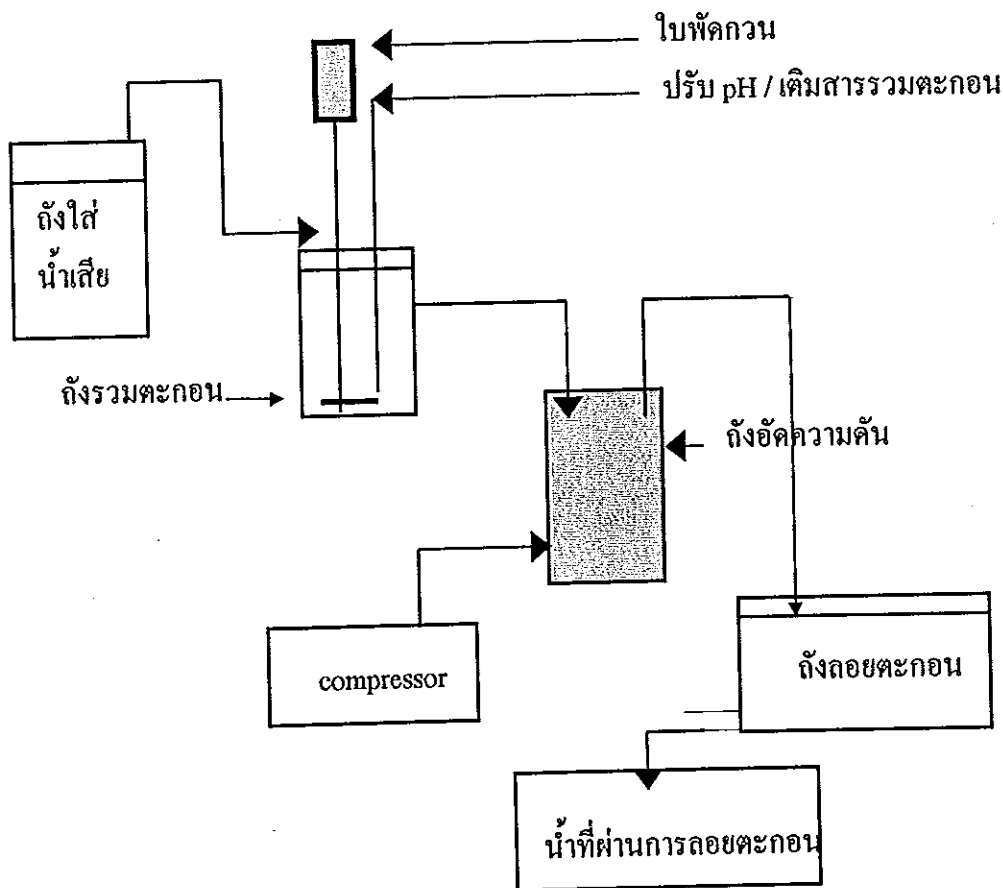 ใบพัดกวน
ปรับ pH / เติมสารรวมตะกอน
ถังใส่
น้ำเสีย
ถังรวมตะกอน
ถังอัดความดัน
compressor
ถังลอยตะกอน
น้ำที่ผ่านการลอยตะกอน